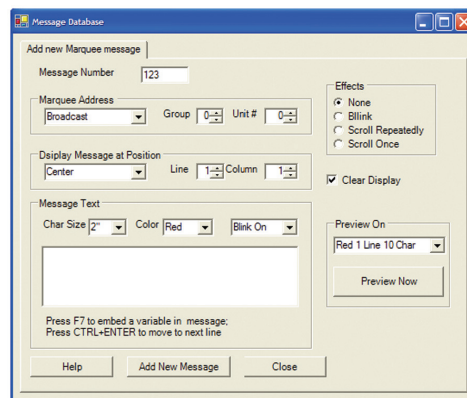 Message Database
Add new Marquee message
Message Number 123
Marquee Address
Broadcast Group 0 Unit # 0
Dsiplay Message at Position
Center Line 1 Column 1
Message Text
Char Size 2" Color Red Blink On
Press F7 to embed a variable in message;
Press CTRL+ENTER to move to next line
Effects
None
Bllink
Scroll Repeatedly
Scroll Once
Clear Display
Preview On
Red 1 Line 10 Char
Preview Now
Help Add New Message Close